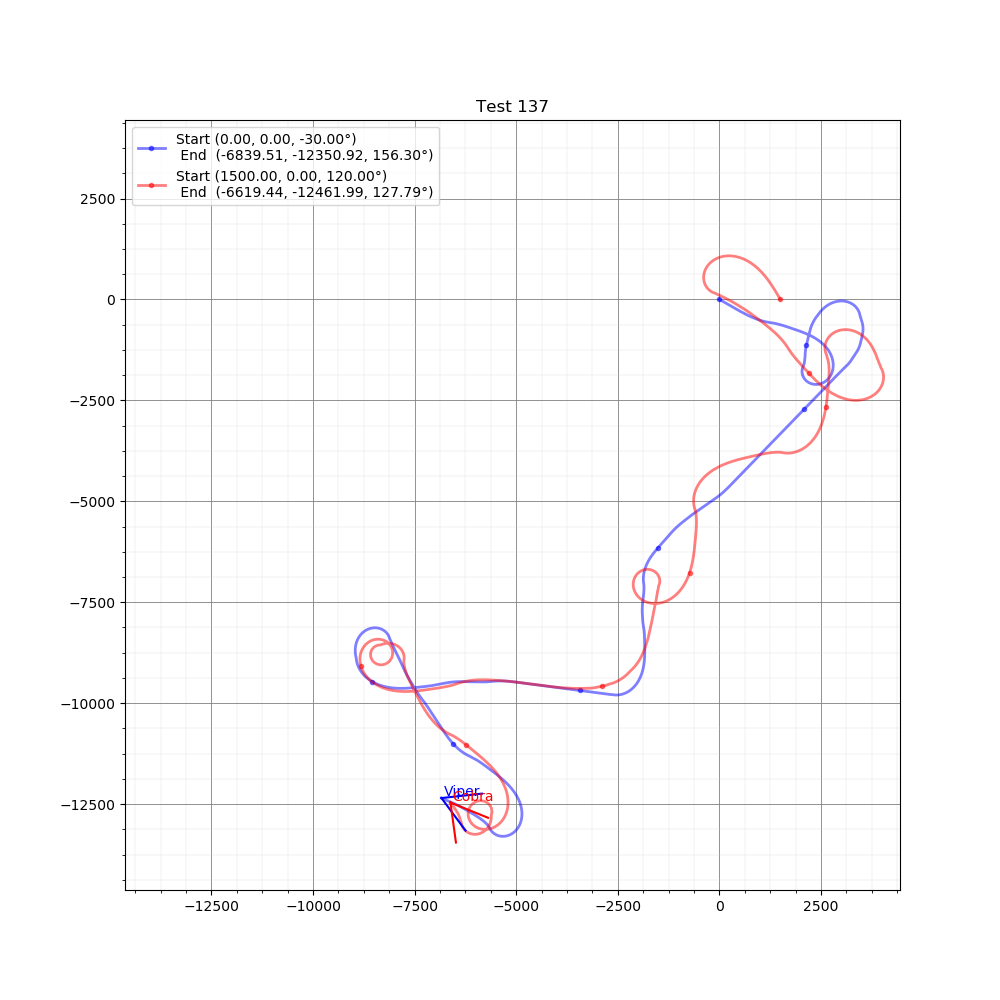 Test 137
Start (0.00, 0.00, -30.00°)
End (-6839.51, -12350.92, 156.30°)
Start (1500.00, 0.00, 120.00°)
End (-6619.44, -12461.99, 127.79°)
2500
0
−2500
−5000
−7500
−10000
−12500
Viper
Cobra
−12500
−10000
−7500
−5000
−2500
0
2500